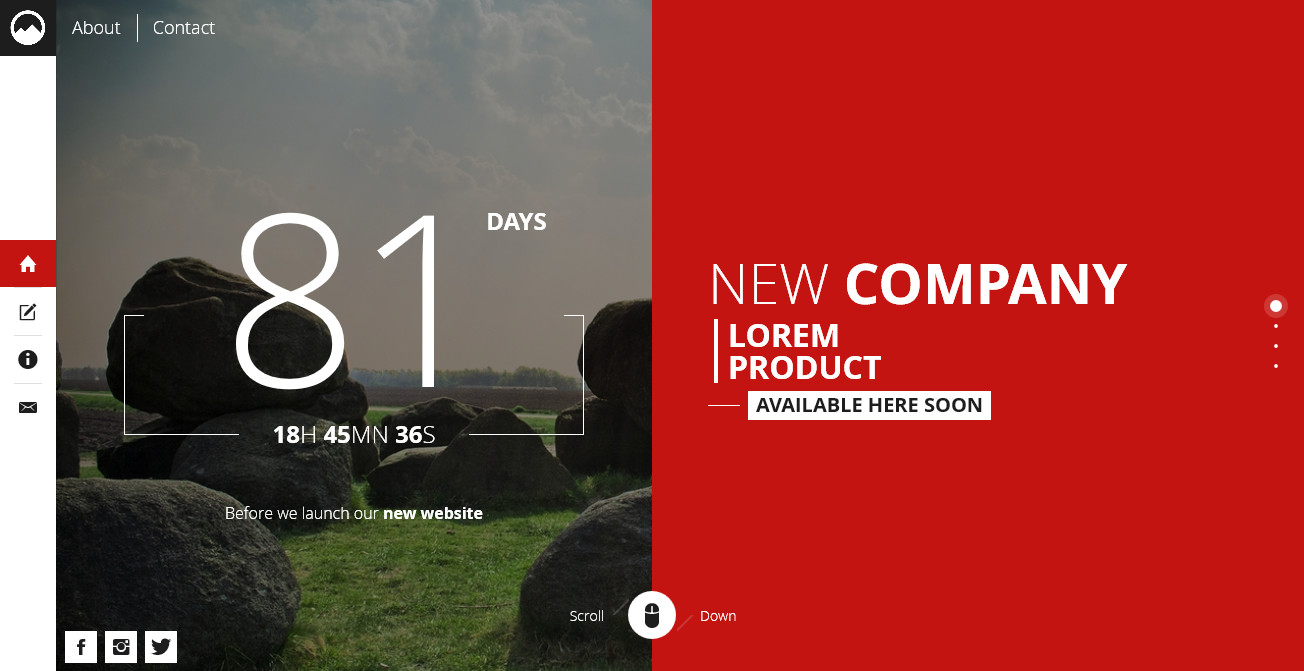 About
Contact
81 DAYS
18H 45MN 36S
Before we launch our new website
NEW COMPANY
LOREM
PRODUCT
AVAILABLE HERE SOON
Scroll
Down